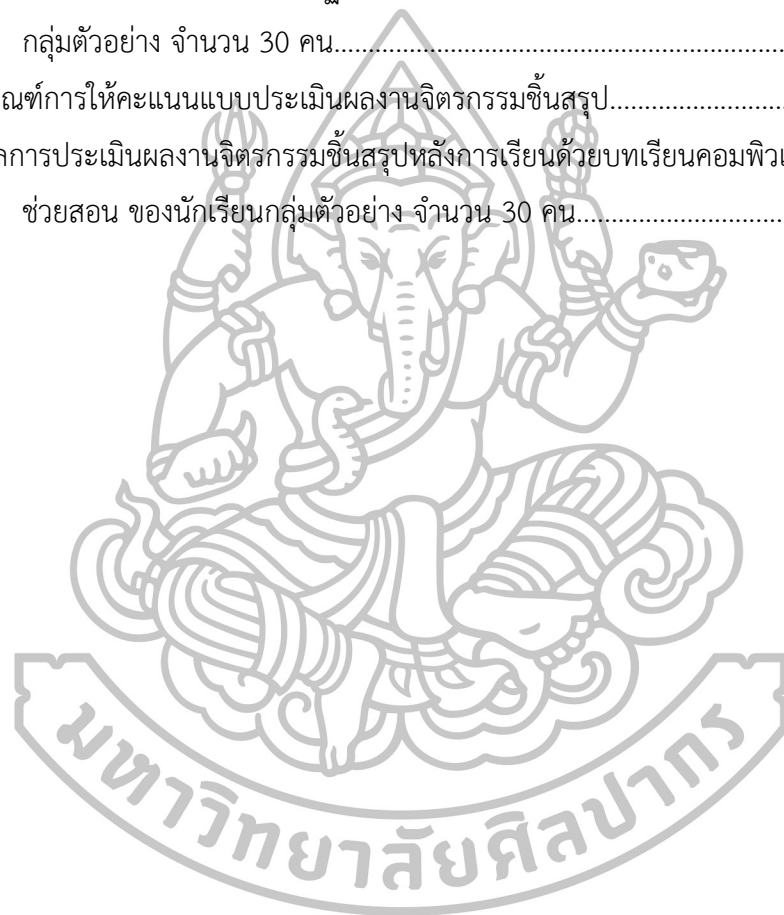 กลุ่มตัวอย่าง จำนวน 30 คน...........................................................................
ณฑ์การให้คะแนนแบบประเมินผลงานจิตรกรรมชิ้นสรุป..............................
การประเมินผลงานจิตรกรรมชิ้นสรุปหลังการเรียนด้วยบทเรียนคอมพิวเ
ช่วยสอน ของนักเรียนกลุ่มตัวอย่าง จำนวน 30 คน...................................
มหาวิทยาลัยศิลปากร